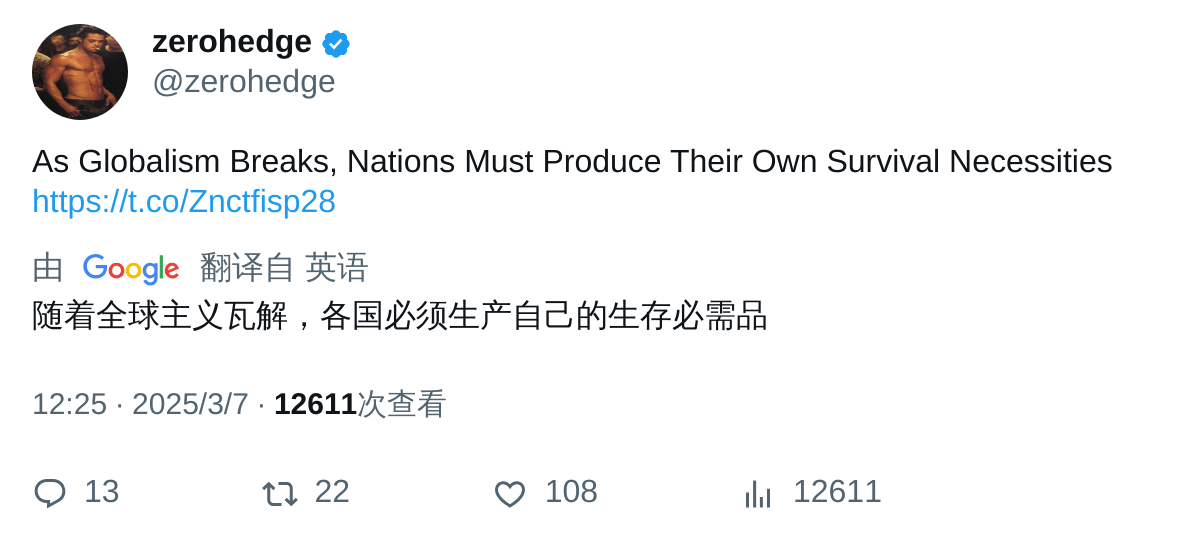 zerohedge
@zerohedge
As Globalism Breaks, Nations Must Produce Their Own Survival Necessities
https://t.co/Znctfisp28
由 Google 翻译自 英语
随着全球主义瓦解，各国必须生产自己的生存必需品
12:25 · 2025/3/7 · 12611次查看
13 22 108 12611